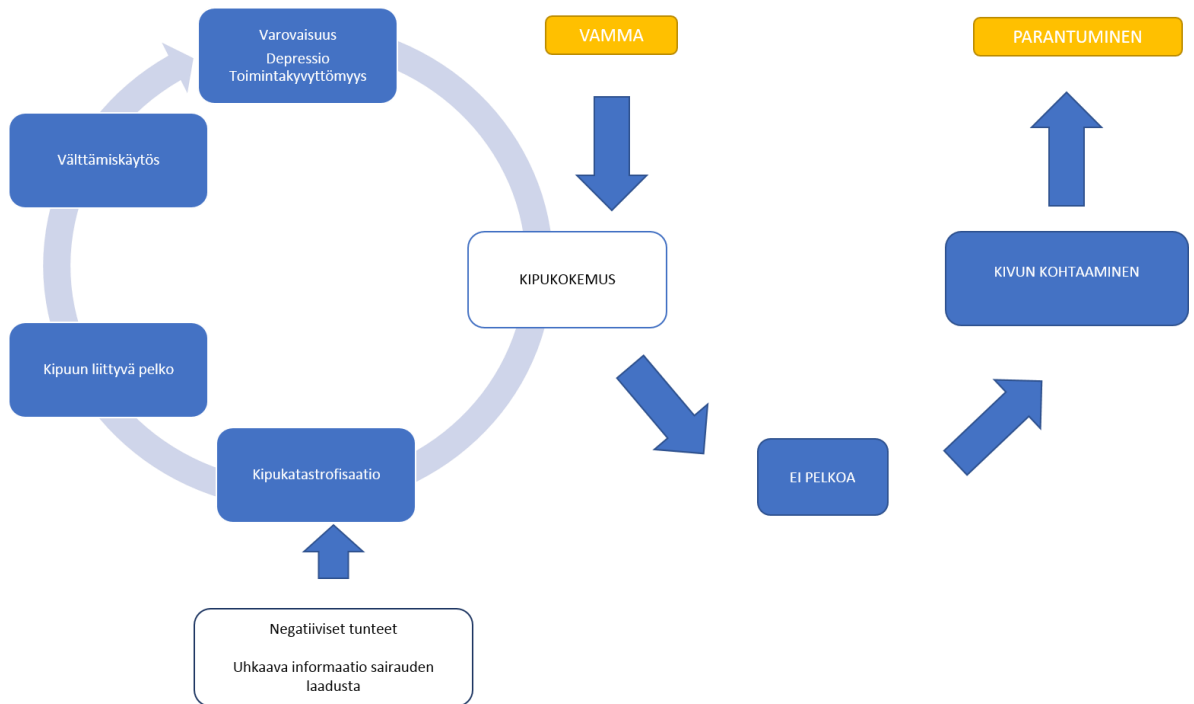 Varovaisuus
Depressio
Toimintakyvyttömyys
VAMMA
PARANTUMINEN
Välttämiskäytös
KIPUKOKEMUS
KIVUN KOHTAAMINEN
Kipuun liittyvä pelko
Kipukatastrofisaatio
EI PELKOA
Negatiiviset tunteet
Uhkaava informaatio sairauden
laadusta